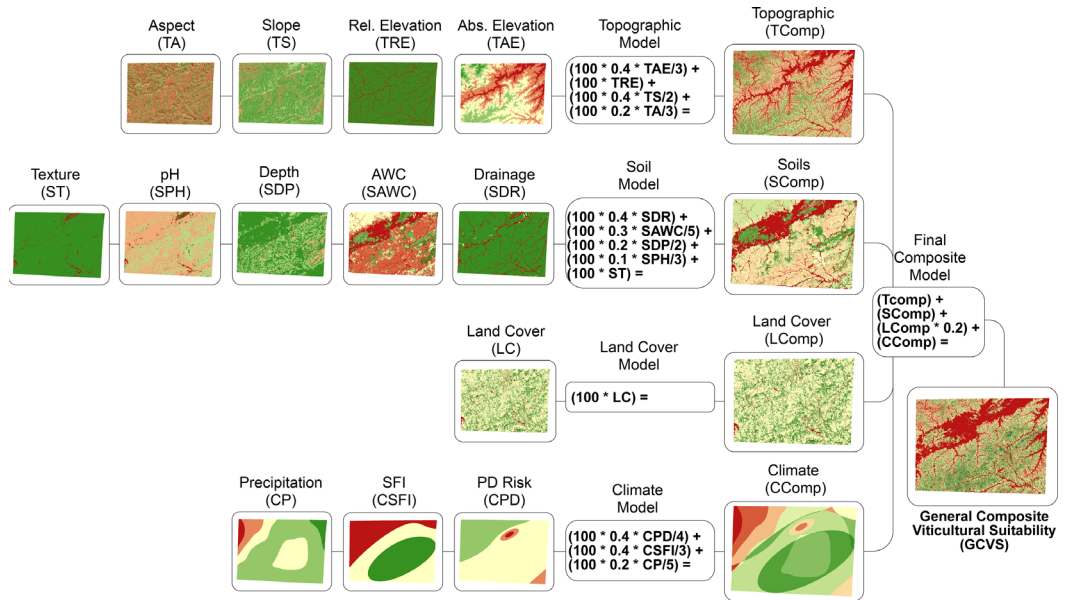 Aspect
(TA)
Slope
(TS)
Rel. Elevation
(TRE)
Abs. Elevation
(TAE)
Topographic
Model
Topographic
(TComp)
(100 * 0.4 * TAE/3) +
(100 * TRE) +
(100 * 0.4 * TS/2) +
(100 * 0.2 * TA/3) =
Texture
(ST)
pH
(SPH)
Depth
(SDP)
AWC
(SAWC)
Drainage
(SDR)
Soil
Model
Soils
(SComp)
(100 * 0.4 * SDR) +
(100 * 0.3 * SAWC/5) +
(100 * 0.2 * SDP/2) +
(100 * 0.1 * SPH/3) +
(100 * ST) =
Final
Composite
Model
(Tcomp) +
(SComp) +
(LComp * 0.2) +
(CComp) =
Land Cover
(LC)
Land Cover
Model
Land Cover
(LComp)
(100 * LC) =
Precipitation
(CP)
SFI
(CSFI)
PD Risk
(CPD)
Climate
Model
Climate
(CComp)
(100 * 0.4 * CPD/4) +
(100 * 0.4 * CSFI/3) +
(100 * 0.2 * CP/5) =
General Composite
Viticultural Suitability
(GCVS)